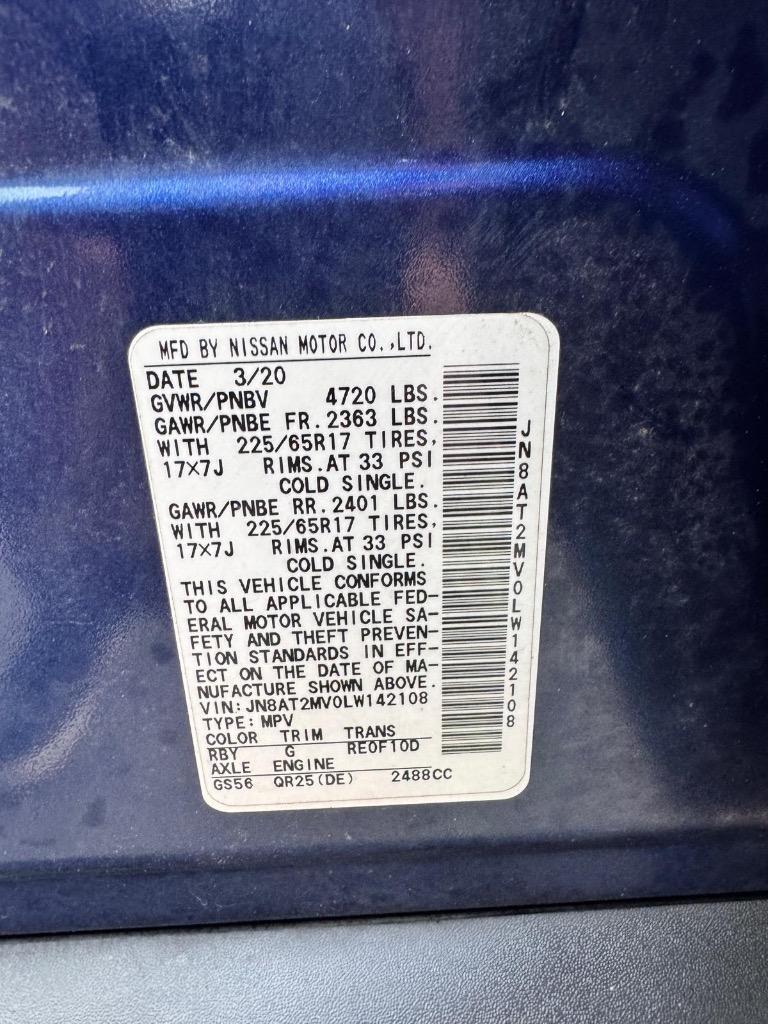 MFD BY NISSAN MOTOR CO.,LTD.
DATE 3/20
GVWR/PNBV 4720 LBS.
GAWR/PNBE FR.2363 LBS.
WITH 225/65R17 TIRES,
17×7J RIMS.AT 33 PSI
COLD SINGLE.
GAWR/PNBE RR.2401 LBS.
WITH 225/65R17 TIRES,
17×7J RIMS.AT 33 PSI
COLD SINGLE.
THIS VEHICLE CONFORMS
TO ALL APPLICABLE FED-
ERAL MOTOR VEHICLE SA-
FETY AND THEFT PREVEN-
TION STANDARDS IN EFF-
ECT ON THE DATE OF MA-
NUFACTURE SHOWN ABOVE.
VIN:JN8AT2MV0LW142108
TYPE:MPV
COLOR TRIM TRANS
RBY G RE0F10D
AXLE ENGINE
GS56 QR25(DE) 2488CC
JN8AT2MV0LW142108